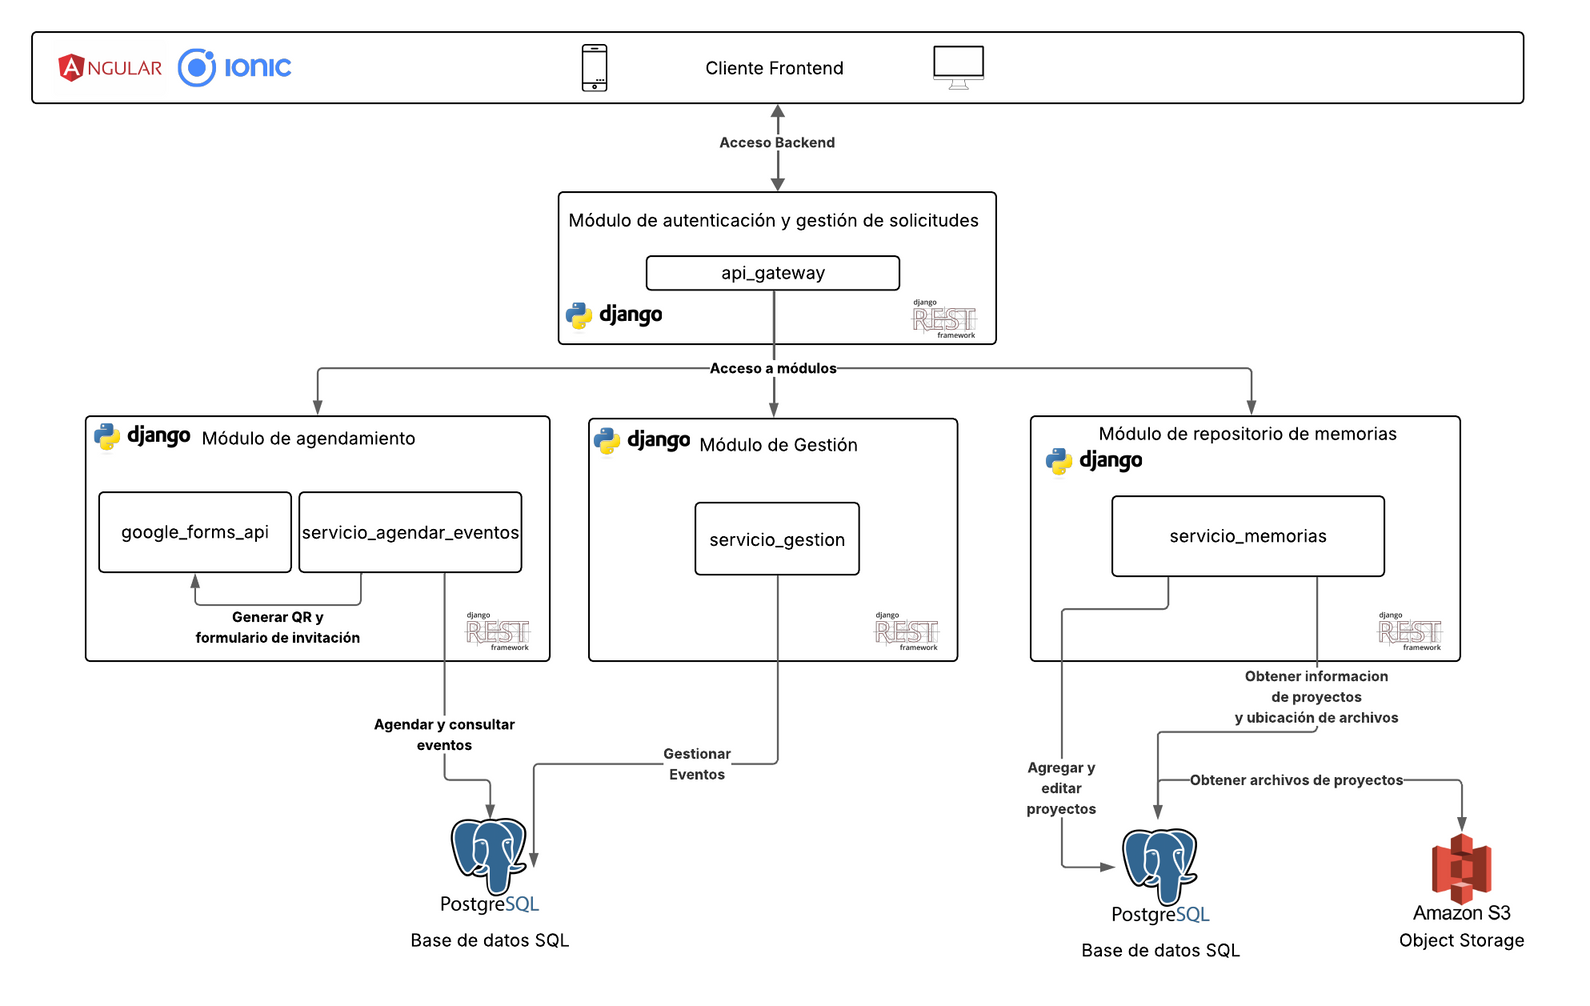 ANGULAR
IONIC
Cliente Frontend
Acceso Backend
Módulo de autenticación y gestión de solicitudes
api_gateway
django
django
REST
framework
Acceso a módulos
django
Módulo de agendamiento
google_forms_api
servicio_agendar_eventos
Generar QR y
formulario de invitación
django
REST
framework
django
Módulo de Gestión
servicio_gestion
django
REST
framework
Módulo de repositorio de memorias
django
servicio_memorias
django
REST
framework
Agendar y consultar
eventos
Gestionar
Eventos
Obtener informacion
de proyectos
y ubicación de archivos
Agregar y
editar
proyectos
Obtener archivos de proyectos
PostgreSQL
Base de datos SQL
PostgreSQL
Base de datos SQL
Amazon S3
Object Storage